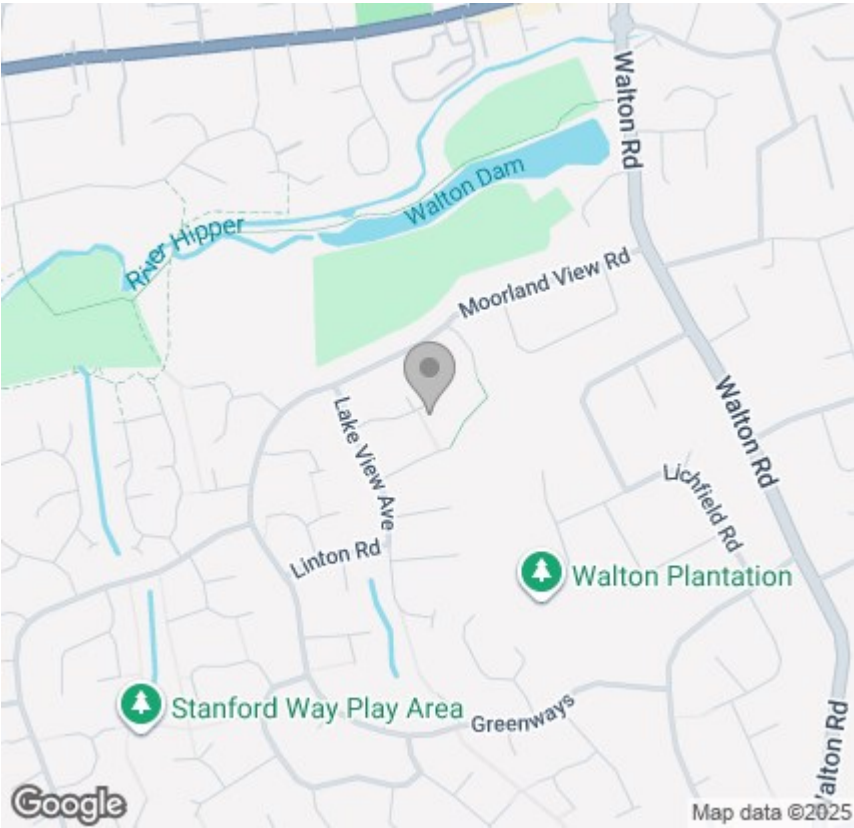 Walton Rd
Walton Dam
River Hipper
Moorland View Rd
Lake View Ave
Walton Rd
Lichfield Rd
Linton Rd
Walton Plantation
Stanford Way Play Area
Greenways
Walton Rd
Google
Map data ©2025